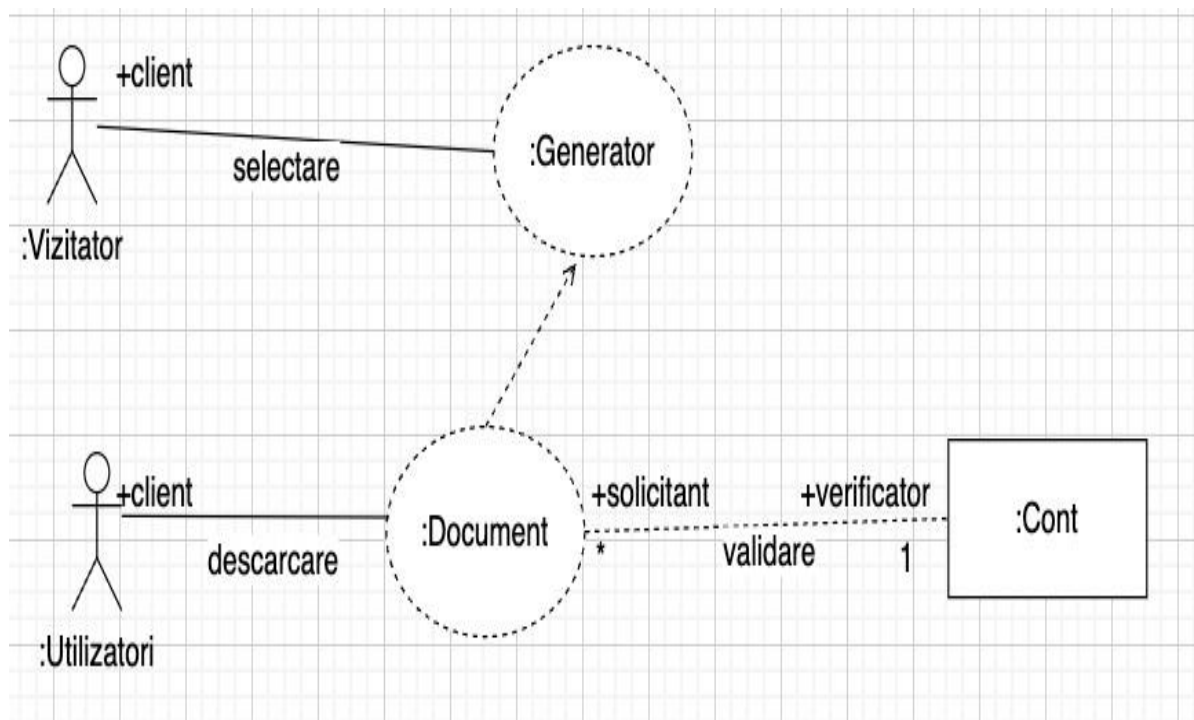 +client
:Generator
selectare
:Vizitator
+client
+solicitant
+verificator
:Cont
:Document
*
validare
1
descarcare
:Utilizatori